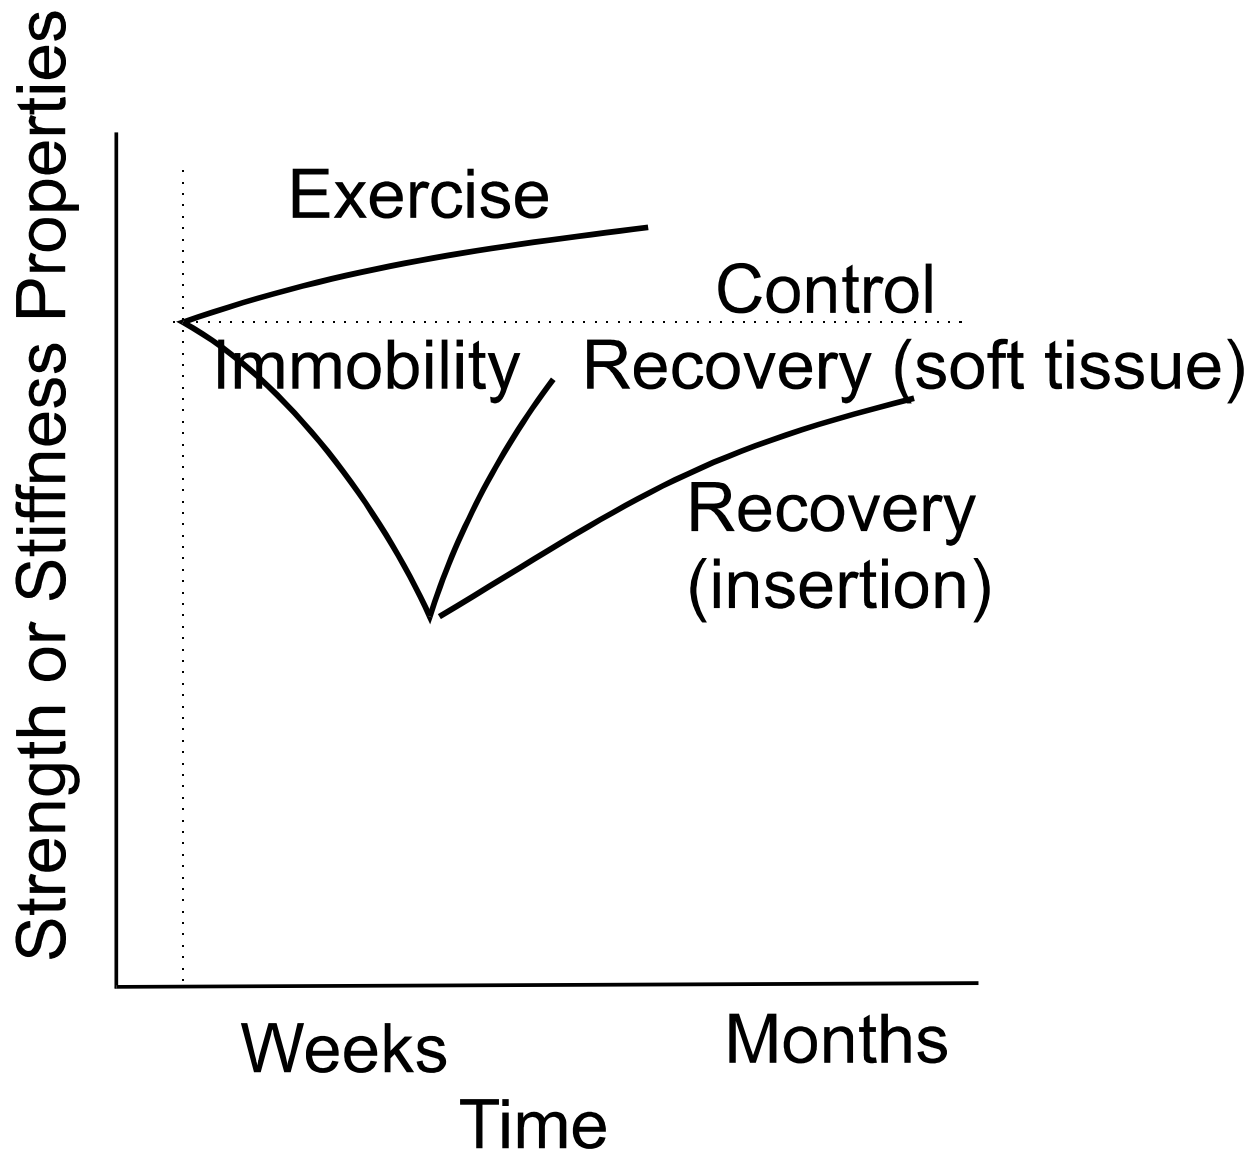 Strength or Stiffness Properties
Exercise
Control
Immobility
Recovery (soft tissue)
Recovery
(insertion)
Weeks
Months
Time